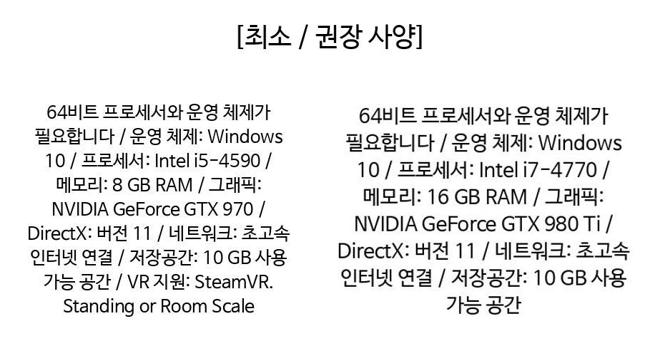 [최소 / 권장 사양]
64비트 프로세서와 운영 체제가
필요합니다 / 운영 체제: Windows
10 / 프로세서: Intel i5-4590 /
메모리: 8 GB RAM / 그래픽:
NVIDIA GeForce GTX 970 /
DirectX: 버전 11 / 네트워크: 초고속
인터넷 연결 / 저장공간: 10 GB 사용
가능 공간 / VR 지원: SteamVR.
Standing or Room Scale
64비트 프로세서와 운영 체제가
필요합니다 / 운영 체제: Windows
10 / 프로세서: Intel i7-4770 /
메모리: 16 GB RAM / 그래픽:
NVIDIA GeForce GTX 980 Ti /
DirectX: 버전 11 / 네트워크: 초고속
인터넷 연결 / 저장공간: 10 GB 사용
가능 공간